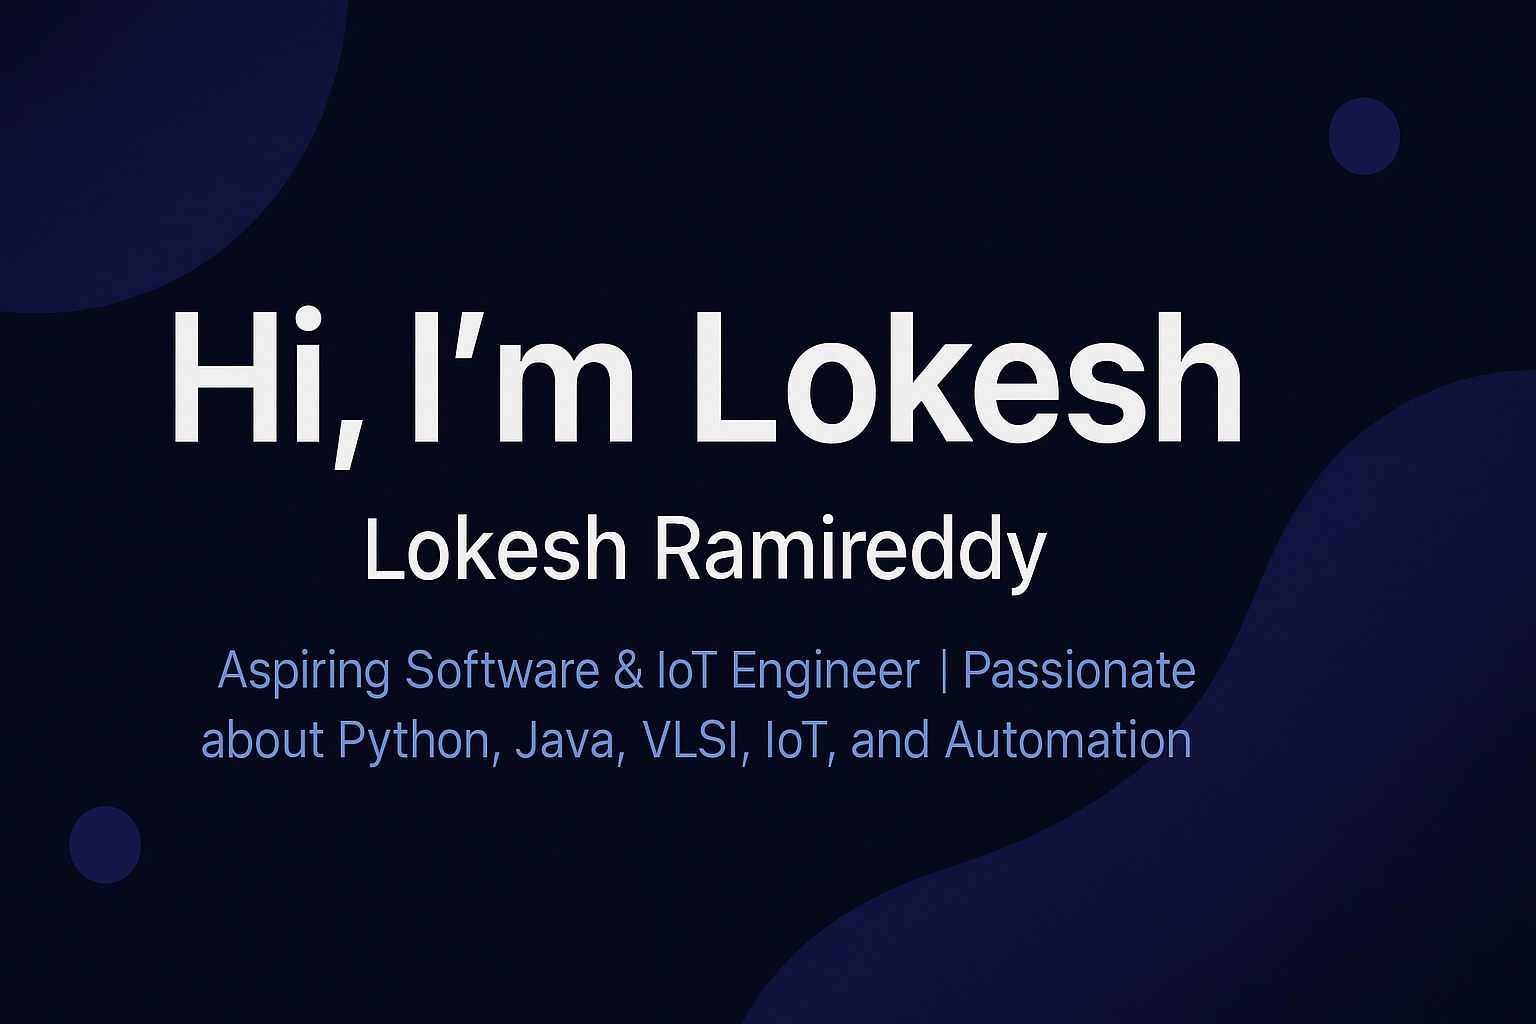 Hi, I’m Lokesh
Lokesh Ramireddy
Aspiring Software & IoT Engineer | Passionate
about Python, Java, VLSI, IoT, and Automation